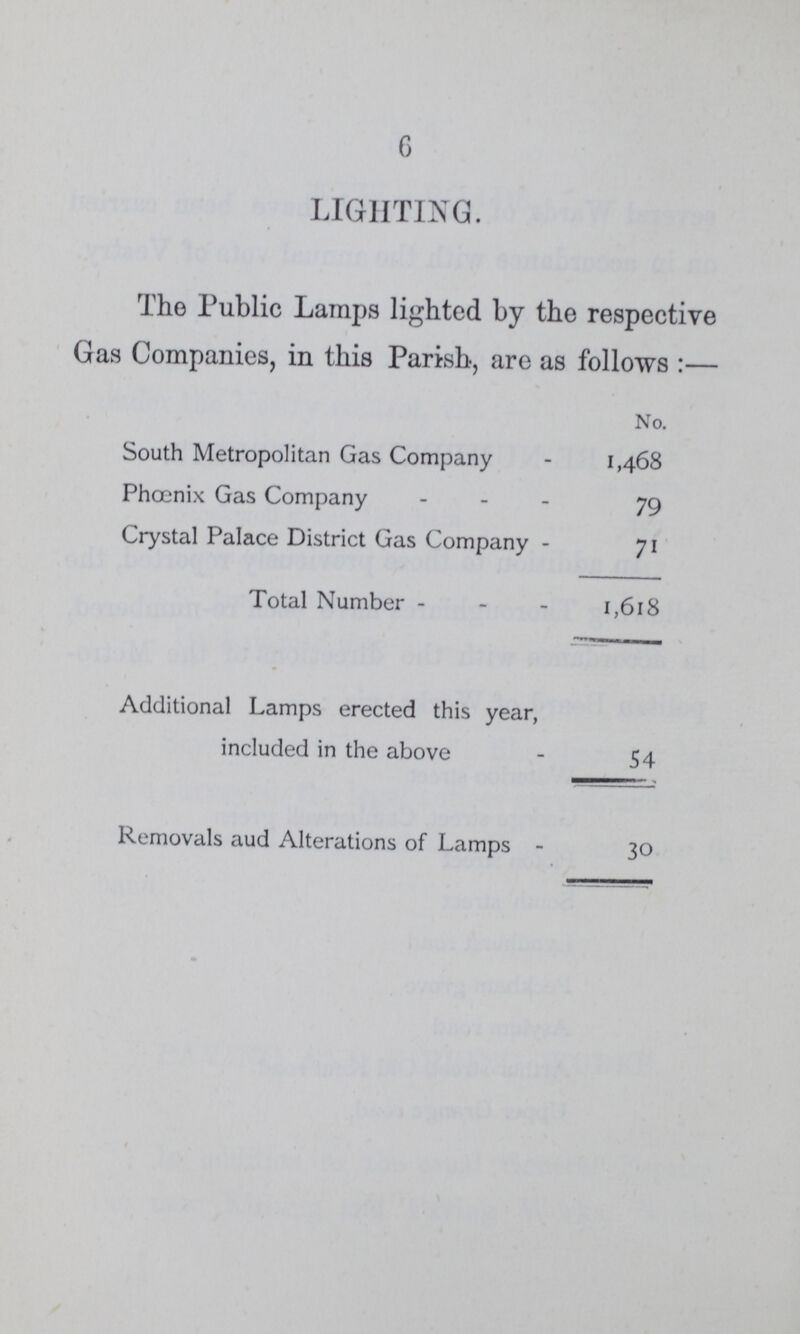 6
LIGHTING.
The Public Lamps lighted by the respective
Gas Companies, in this Parish, are as follows :—
No.
South Metropolitan Gas Company - 1,468
Phœnix Gas Company - - - 79
Crystal Palace District Gas Company - 71
Total Number - - - 1,618
Additional Lamps erected this year,
included in the above - 54
Removals aud Alterations of Lamps - 30